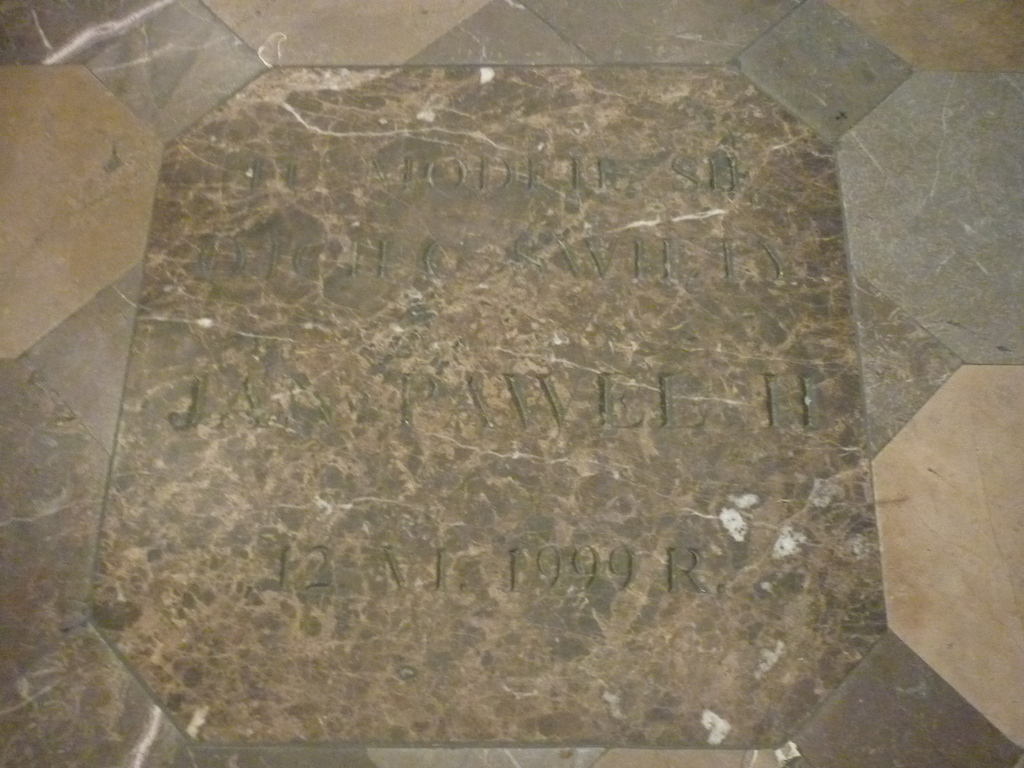 TU MODLIŁ SIĘ
OJCIEC ŚWIĘTY
JAN PAWEŁ II
12 VI. 1999 R.